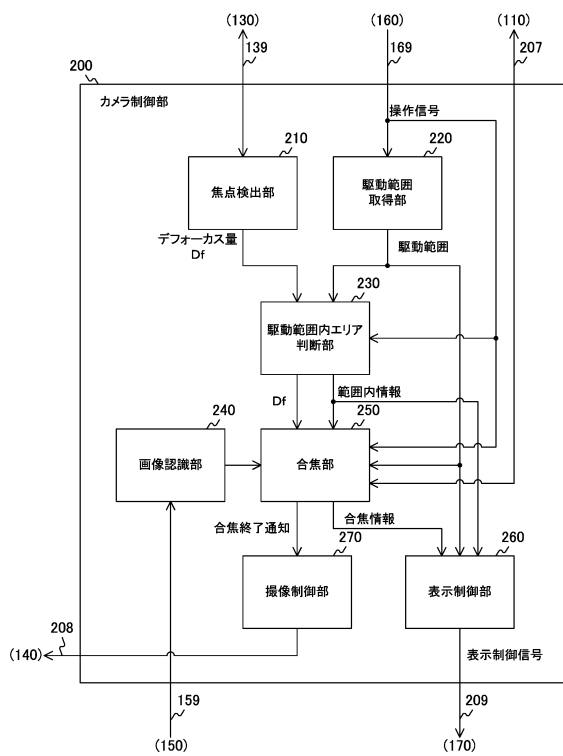 (130)
(160)
(110)
139
169
207
200
カメラ制御部
操作信号
210
220
焦点検出部
駆動範囲
取得部
デフォーカス量
Df
駆動範囲
230
駆動範囲内エリア
判断部
Df
範囲内情報
240
250
画像認識部
合焦部
合焦終了通知
合焦情報
270
260
撮像制御部
表示制御部
208
(140)
表示制御信号
159
209
(150)
(170)